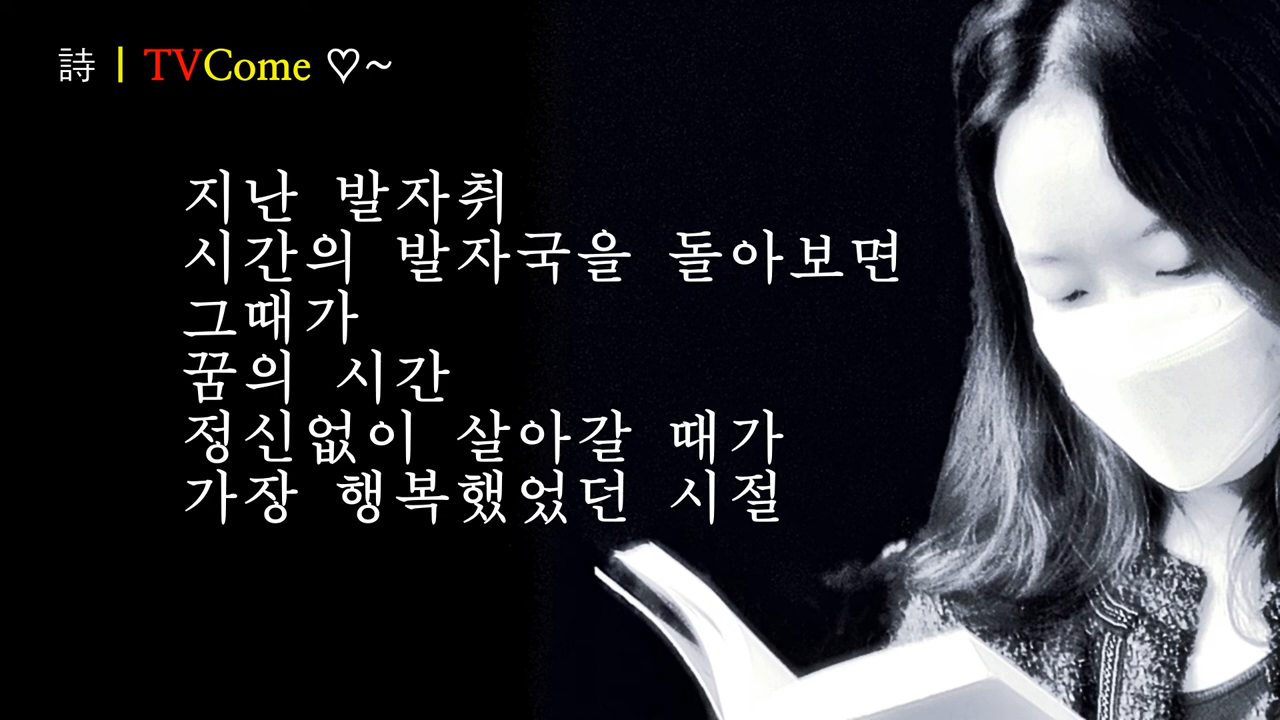 詩 | TVCome ♡~
지난 발자취
시간의 발자국을 돌아보면
그때가
꿈의 시간
정신없이 살아갈 때가
가장 행복했었던 시절